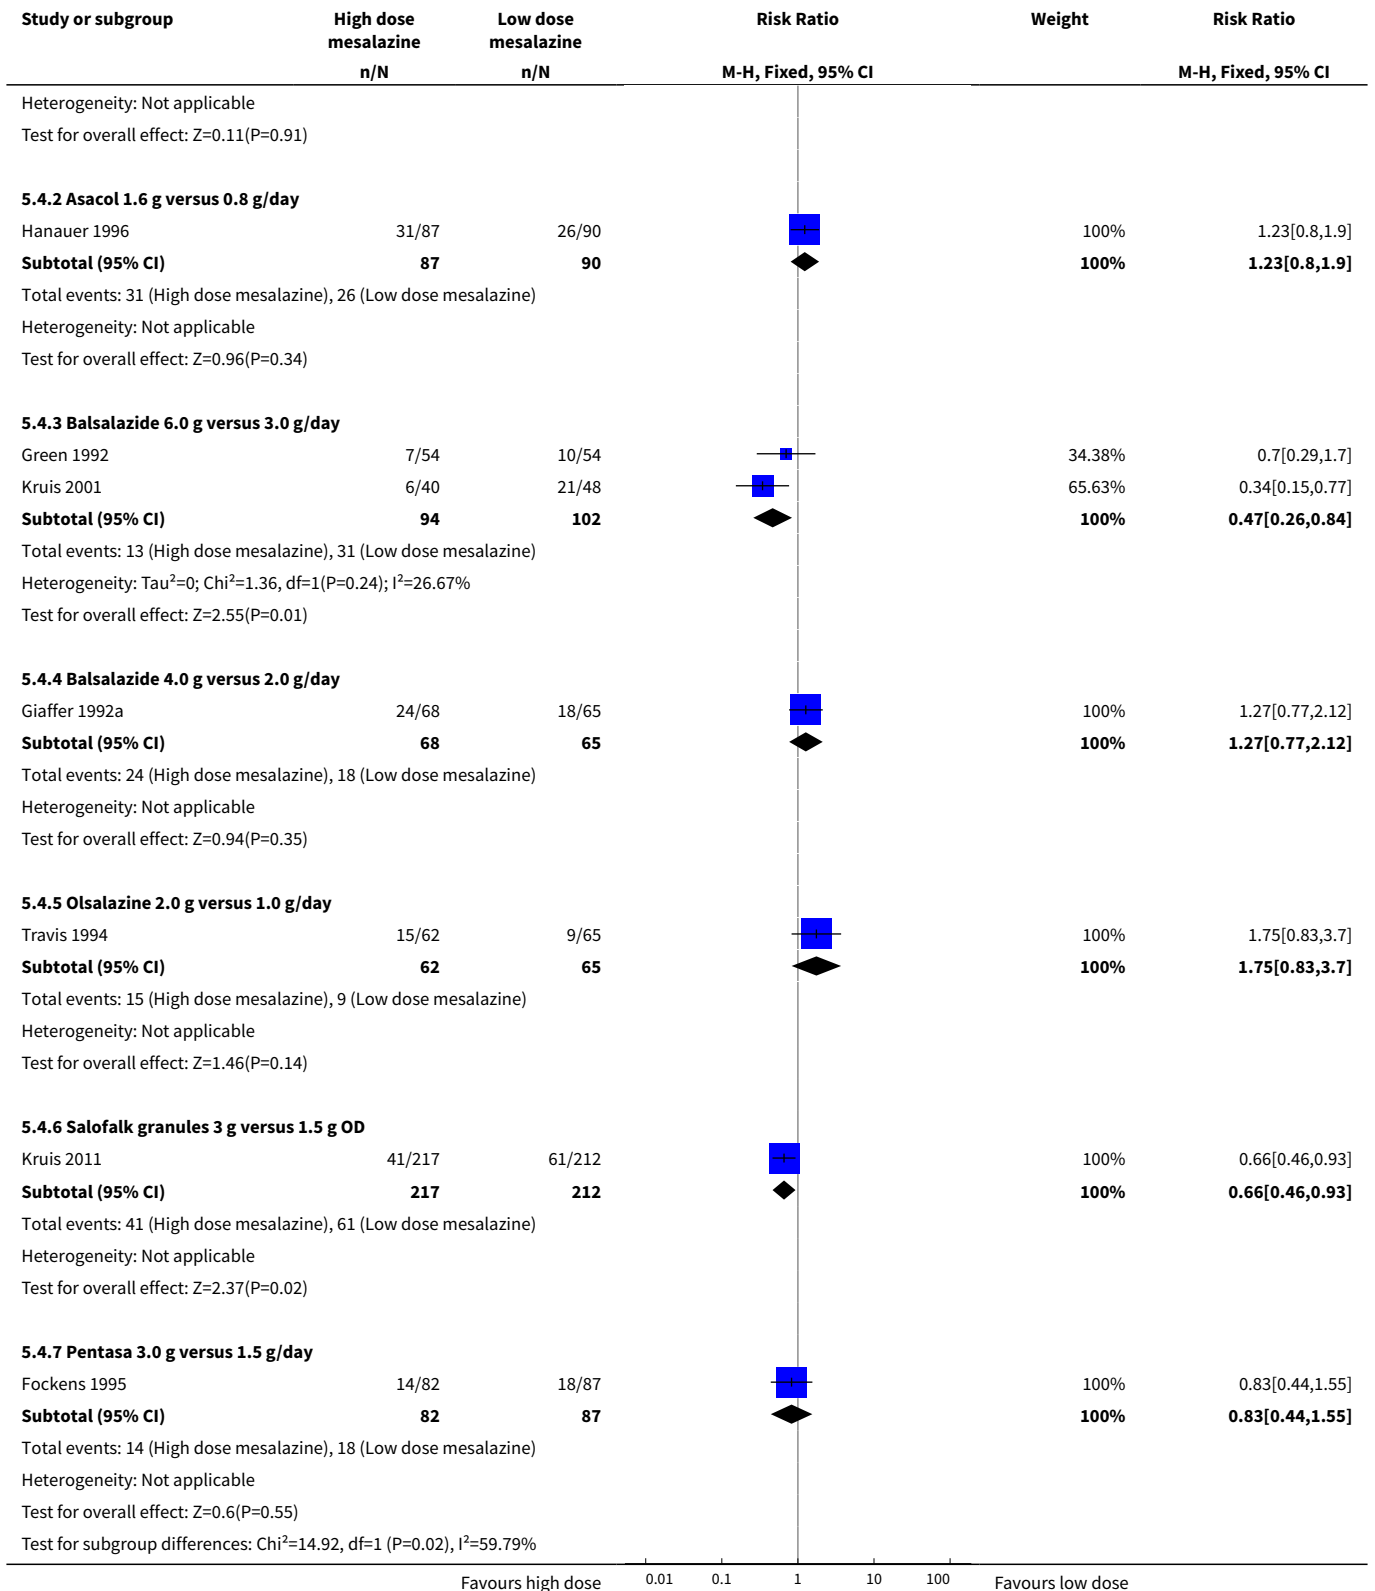 Study or subgroup High dose mesalazine Low dose mesalazine Risk Ratio Weight Risk Ratio
n/N n/N M-H, Fixed, 95% CI M-H, Fixed, 95% CI
Heterogeneity: Not applicable
Test for overall effect: Z=0.11(P=0.91)
5.4.2 Asacol 1.6 g versus 0.8 g/day
Hanauer 1996 31/87 26/90 100% 1.23[0.8,1.9]
Subtotal (95% CI) 87 90 100% 1.23[0.8,1.9]
Total events: 31 (High dose mesalazine), 26 (Low dose mesalazine)
Heterogeneity: Not applicable
Test for overall effect: Z=0.96(P=0.34)
5.4.3 Balsalazide 6.0 g versus 3.0 g/day
Green 1992 7/54 10/54 34.38% 0.7[0.29,1.7]
Kruis 2001 6/40 21/48 65.63% 0.34[0.15,0.77]
Subtotal (95% CI) 94 102 100% 0.47[0.26,0.84]
Total events: 13 (High dose mesalazine), 31 (Low dose mesalazine)
Heterogeneity: Tau²=0; Chi²=1.36, df=1(P=0.24); I²=26.67%
Test for overall effect: Z=2.55(P=0.01)
5.4.4 Balsalazide 4.0 g versus 2.0 g/day
Giaffer 1992a 24/68 18/65 100% 1.27[0.77,2.12]
Subtotal (95% CI) 68 65 100% 1.27[0.77,2.12]
Total events: 24 (High dose mesalazine), 18 (Low dose mesalazine)
Heterogeneity: Not applicable
Test for overall effect: Z=0.94(P=0.35)
5.4.5 Olsalazine 2.0 g versus 1.0 g/day
Travis 1994 15/62 9/65 100% 1.75[0.83,3.7]
Subtotal (95% CI) 62 65 100% 1.75[0.83,3.7]
Total events: 15 (High dose mesalazine), 9 (Low dose mesalazine)
Heterogeneity: Not applicable
Test for overall effect: Z=1.46(P=0.14)
5.4.6 Salofalk granules 3 g versus 1.5 g OD
Kruis 2011 41/217 61/212 100% 0.66[0.46,0.93]
Subtotal (95% CI) 217 212 100% 0.66[0.46,0.93]
Total events: 41 (High dose mesalazine), 61 (Low dose mesalazine)
Heterogeneity: Not applicable
Test for overall effect: Z=2.37(P=0.02)
5.4.7 Pentasa 3.0 g versus 1.5 g/day
Fockens 1995 14/82 18/87 100% 0.83[0.44,1.55]
Subtotal (95% CI) 82 87 100% 0.83[0.44,1.55]
Total events: 14 (High dose mesalazine), 18 (Low dose mesalazine)
Heterogeneity: Not applicable
Test for overall effect: Z=0.6(P=0.55)
Test for subgroup differences: Chi²=14.92, df=1 (P=0.02), I²=59.79%
Favours high dose 0.01 0.1 1 10 100 Favours low dose